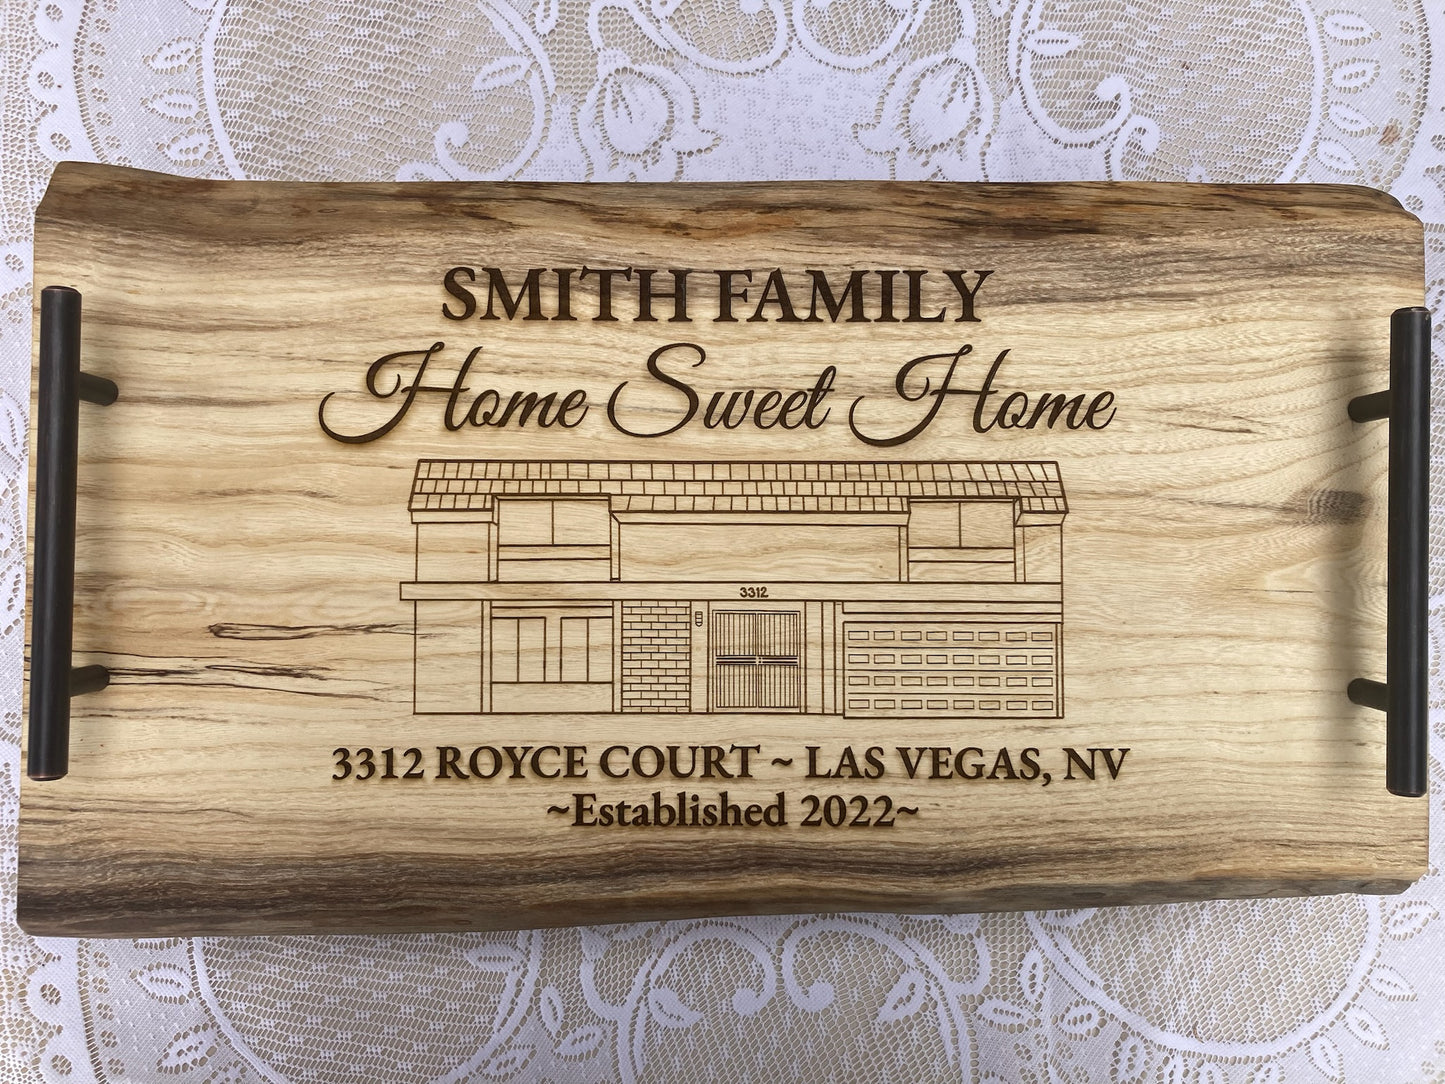 SMITH FAMILY
Home Sweet Home
3312
3312 ROYCE COURT ~ LAS VEGAS, NV
~Established 2022~